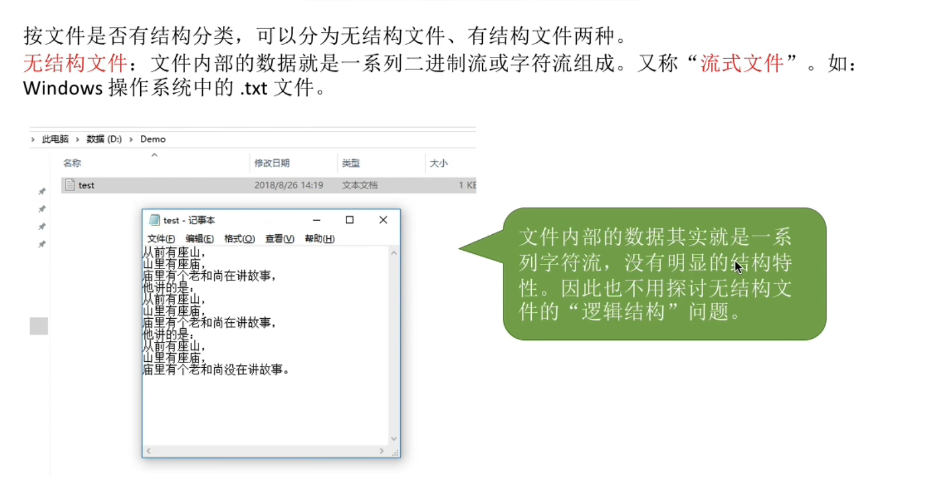 按文件是否有结构分类，可以分为无结构文件、有结构文件两种。
无结构文件：文件内部的数据就是一系列二进制流或字符流组成。又称“流式文件”。如：
Windows 操作系统中的 .txt 文件。
此电脑 › 数据 (D:) › Demo
名称 修改日期 类型 大小
test 2018/8/26 14:19 文本文档 1 KB
test - 记事本
文件(F) 编辑(E) 格式(O) 查看(V) 帮助(H)
从前有座山，
山里有座庙，
庙里有个老和尚在讲故事，
他讲的是：
从前有座山，
山里有座庙，
庙里有个老和尚在讲故事，
他讲的是：
从前有座山，
山里有座庙，
庙里有个老和尚没在讲故事。
文件内部的数据其实就是一系
列字符流，没有明显的结构特
性。因此也不用探讨无结构文
件的“逻辑结构”问题。